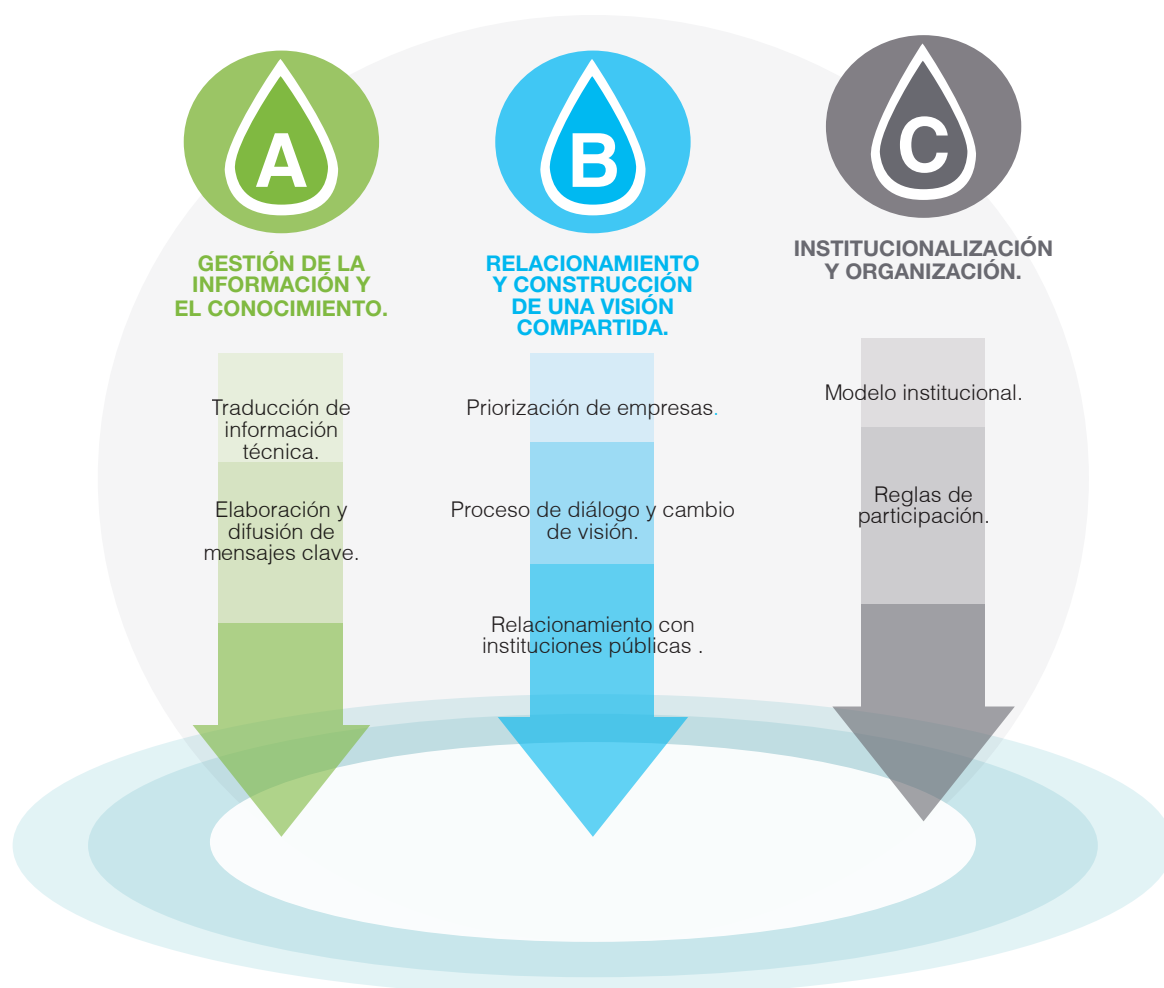 A
GESTIÓN DE LA
INFORMACIÓN Y
EL CONOCIMIENTO.
Traducción de
información
técnica.
Elaboración y
difusión de
mensajes clave.
B
RELACIONAMIENTO
Y CONSTRUCCIÓN
DE UNA VISIÓN
COMPARTIDA.
Priorización de empresas.
Proceso de diálogo y cambio
de visión.
Relacionamiento con
instituciones públicas .
C
INSTITUCIONALIZACIÓN
Y ORGANIZACIÓN.
Modelo institucional.
Reglas de
participación.